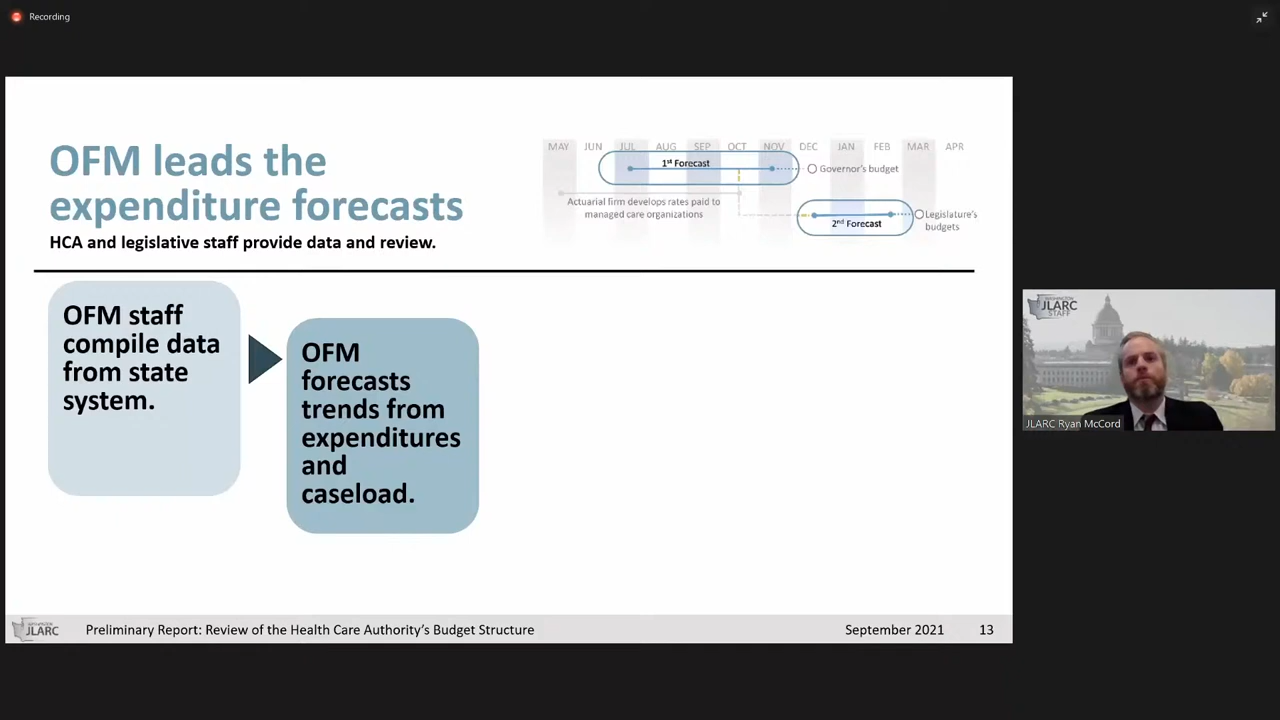 Recording
OFM leads the
expenditure forecasts
HCA and legislative staff provide data and review.
MAY JUN JUL AUG SEP OCT NOV DEC JAN FEB MAR APR
1st Forecast
Governor's budget
Actuarial firm develops rates paid to
managed care organizations
Legislature's
budgets
2nd Forecast
OFM staff
compile data
from state
system.
OFM
forecasts
trends from
expenditures
and
caseload.
WASHINGTON
JLARC
STAFF
JLARC Ryan McCord
JLARC
Preliminary Report: Review of the Health Care Authority's Budget Structure
September 2021
13